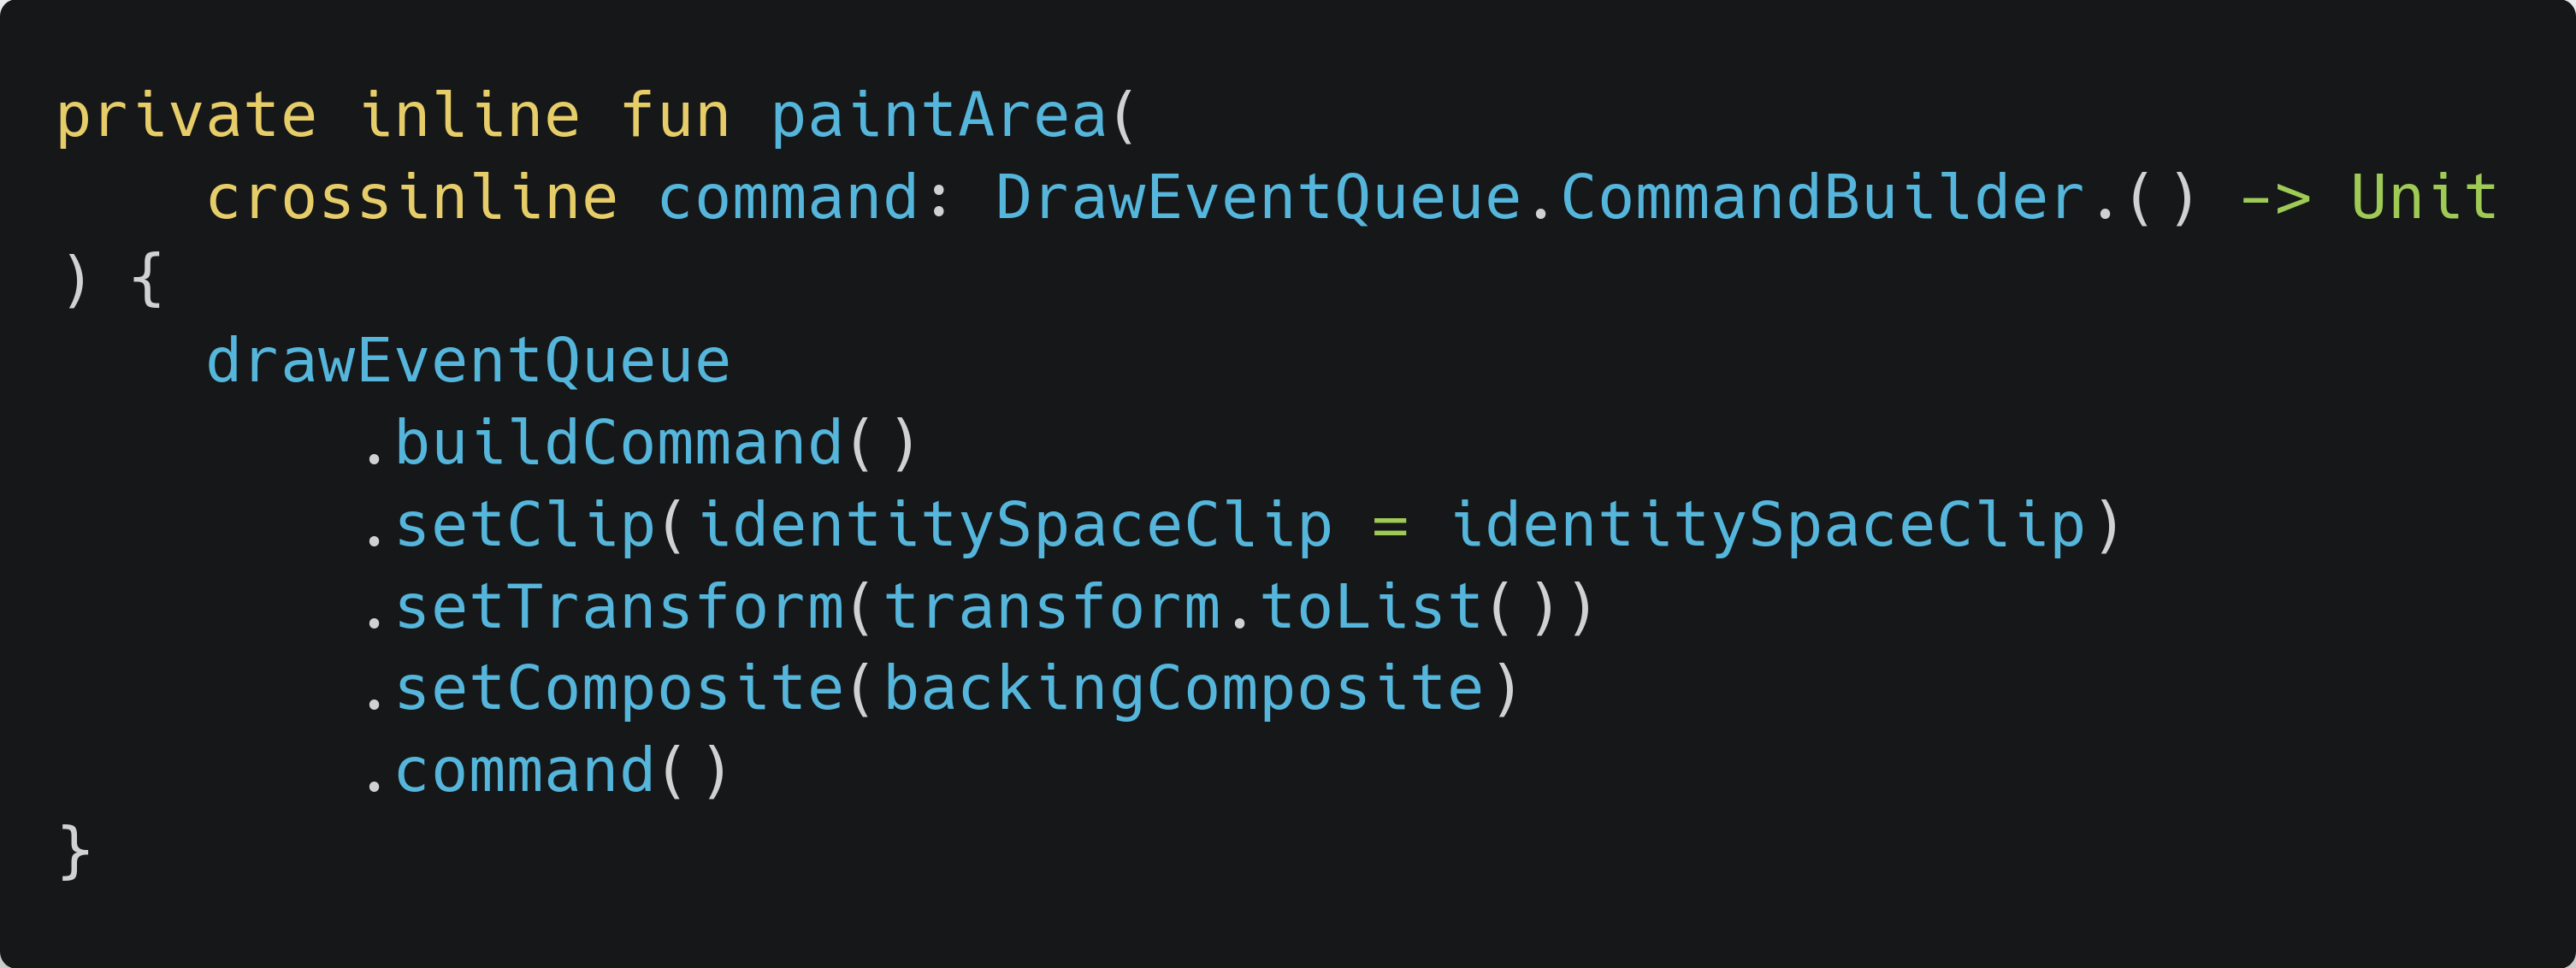 private inline fun paintArea(
    crossinline command: DrawEventQueue.CommandBuilder.() -> Unit
) {
    drawEventQueue
        .buildCommand()
        .setClip(identitySpaceClip = identitySpaceClip)
        .setTransform(transform.toList())
        .setComposite(backingComposite)
        .command()
}